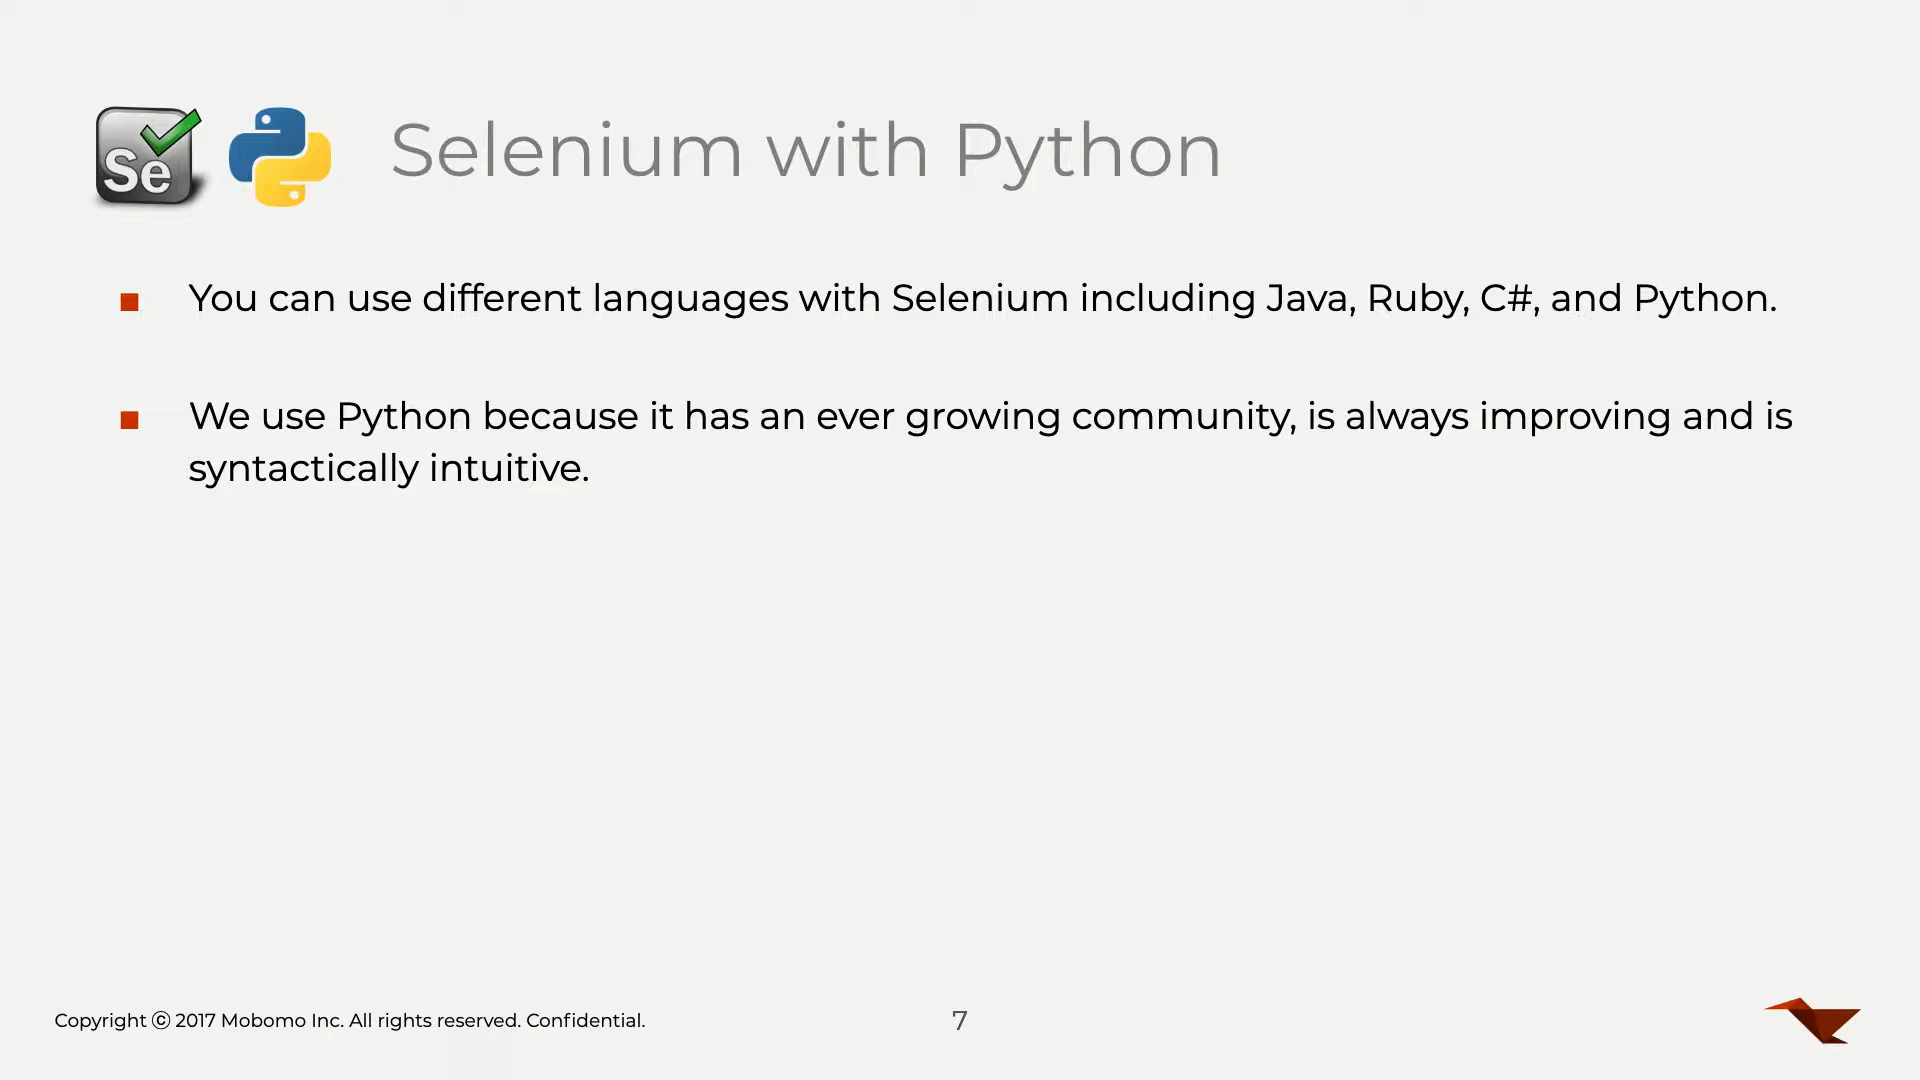 Se
Selenium with Python
■ You can use different languages with Selenium including Java, Ruby, C#, and Python.
■ We use Python because it has an ever growing community, is always improving and is
syntactically intuitive.
Copyright ⓒ 2017 Mobomo Inc. All rights reserved. Confidential.
7